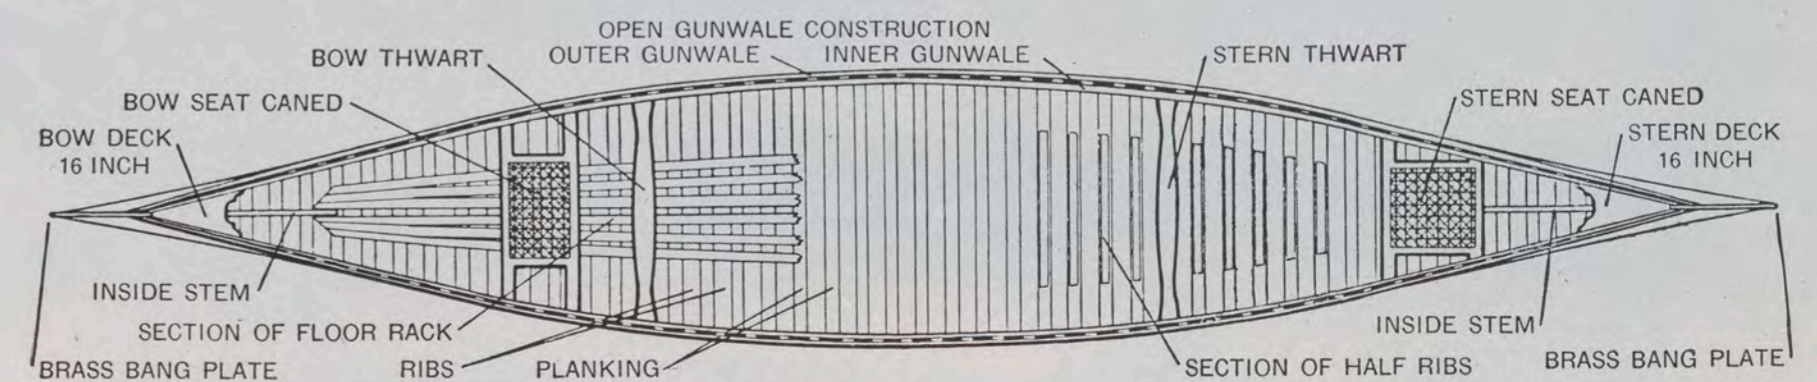 OPEN GUNWALE CONSTRUCTION
OUTER GUNWALE
INNER GUNWALE
BOW THWART
STERN THWART
BOW SEAT CANED
STERN SEAT CANED
BOW DECK
16 INCH
STERN DECK
16 INCH
INSIDE STEM
SECTION OF FLOOR RACK
INSIDE STEM
BRASS BANG PLATE
RIBS
PLANKING
SECTION OF HALF RIBS
BRASS BANG PLATE